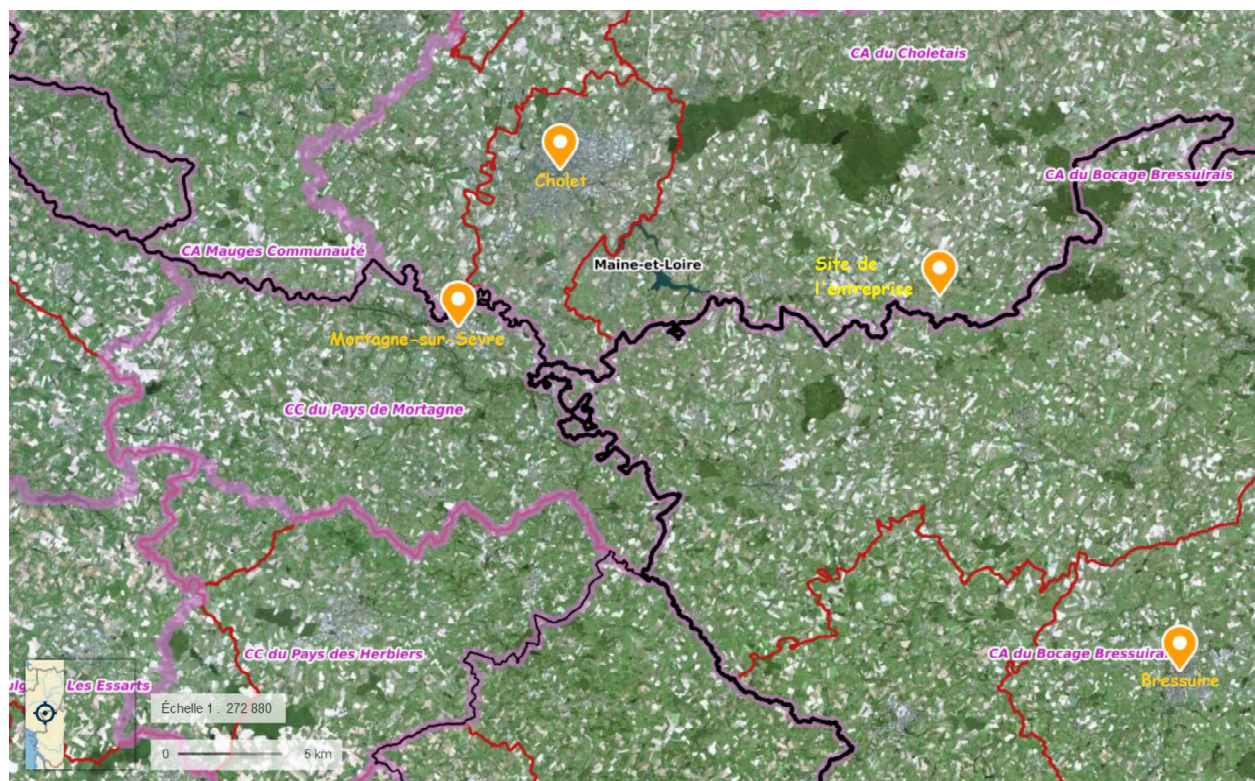 CA du Choletais
Cholet
CA du Bocage Bressuirais
CA Mauges Communauté
Maine-et-Loire
Site de
l'entreprise
Mortagne-sur-Sèvre
CC du Pays de Mortagne
CC du Pays des Herbiers
CA du Bocage Bressuirais
Bressuire
Les Essarts
Échelle 1 : 272 880
0 5 km